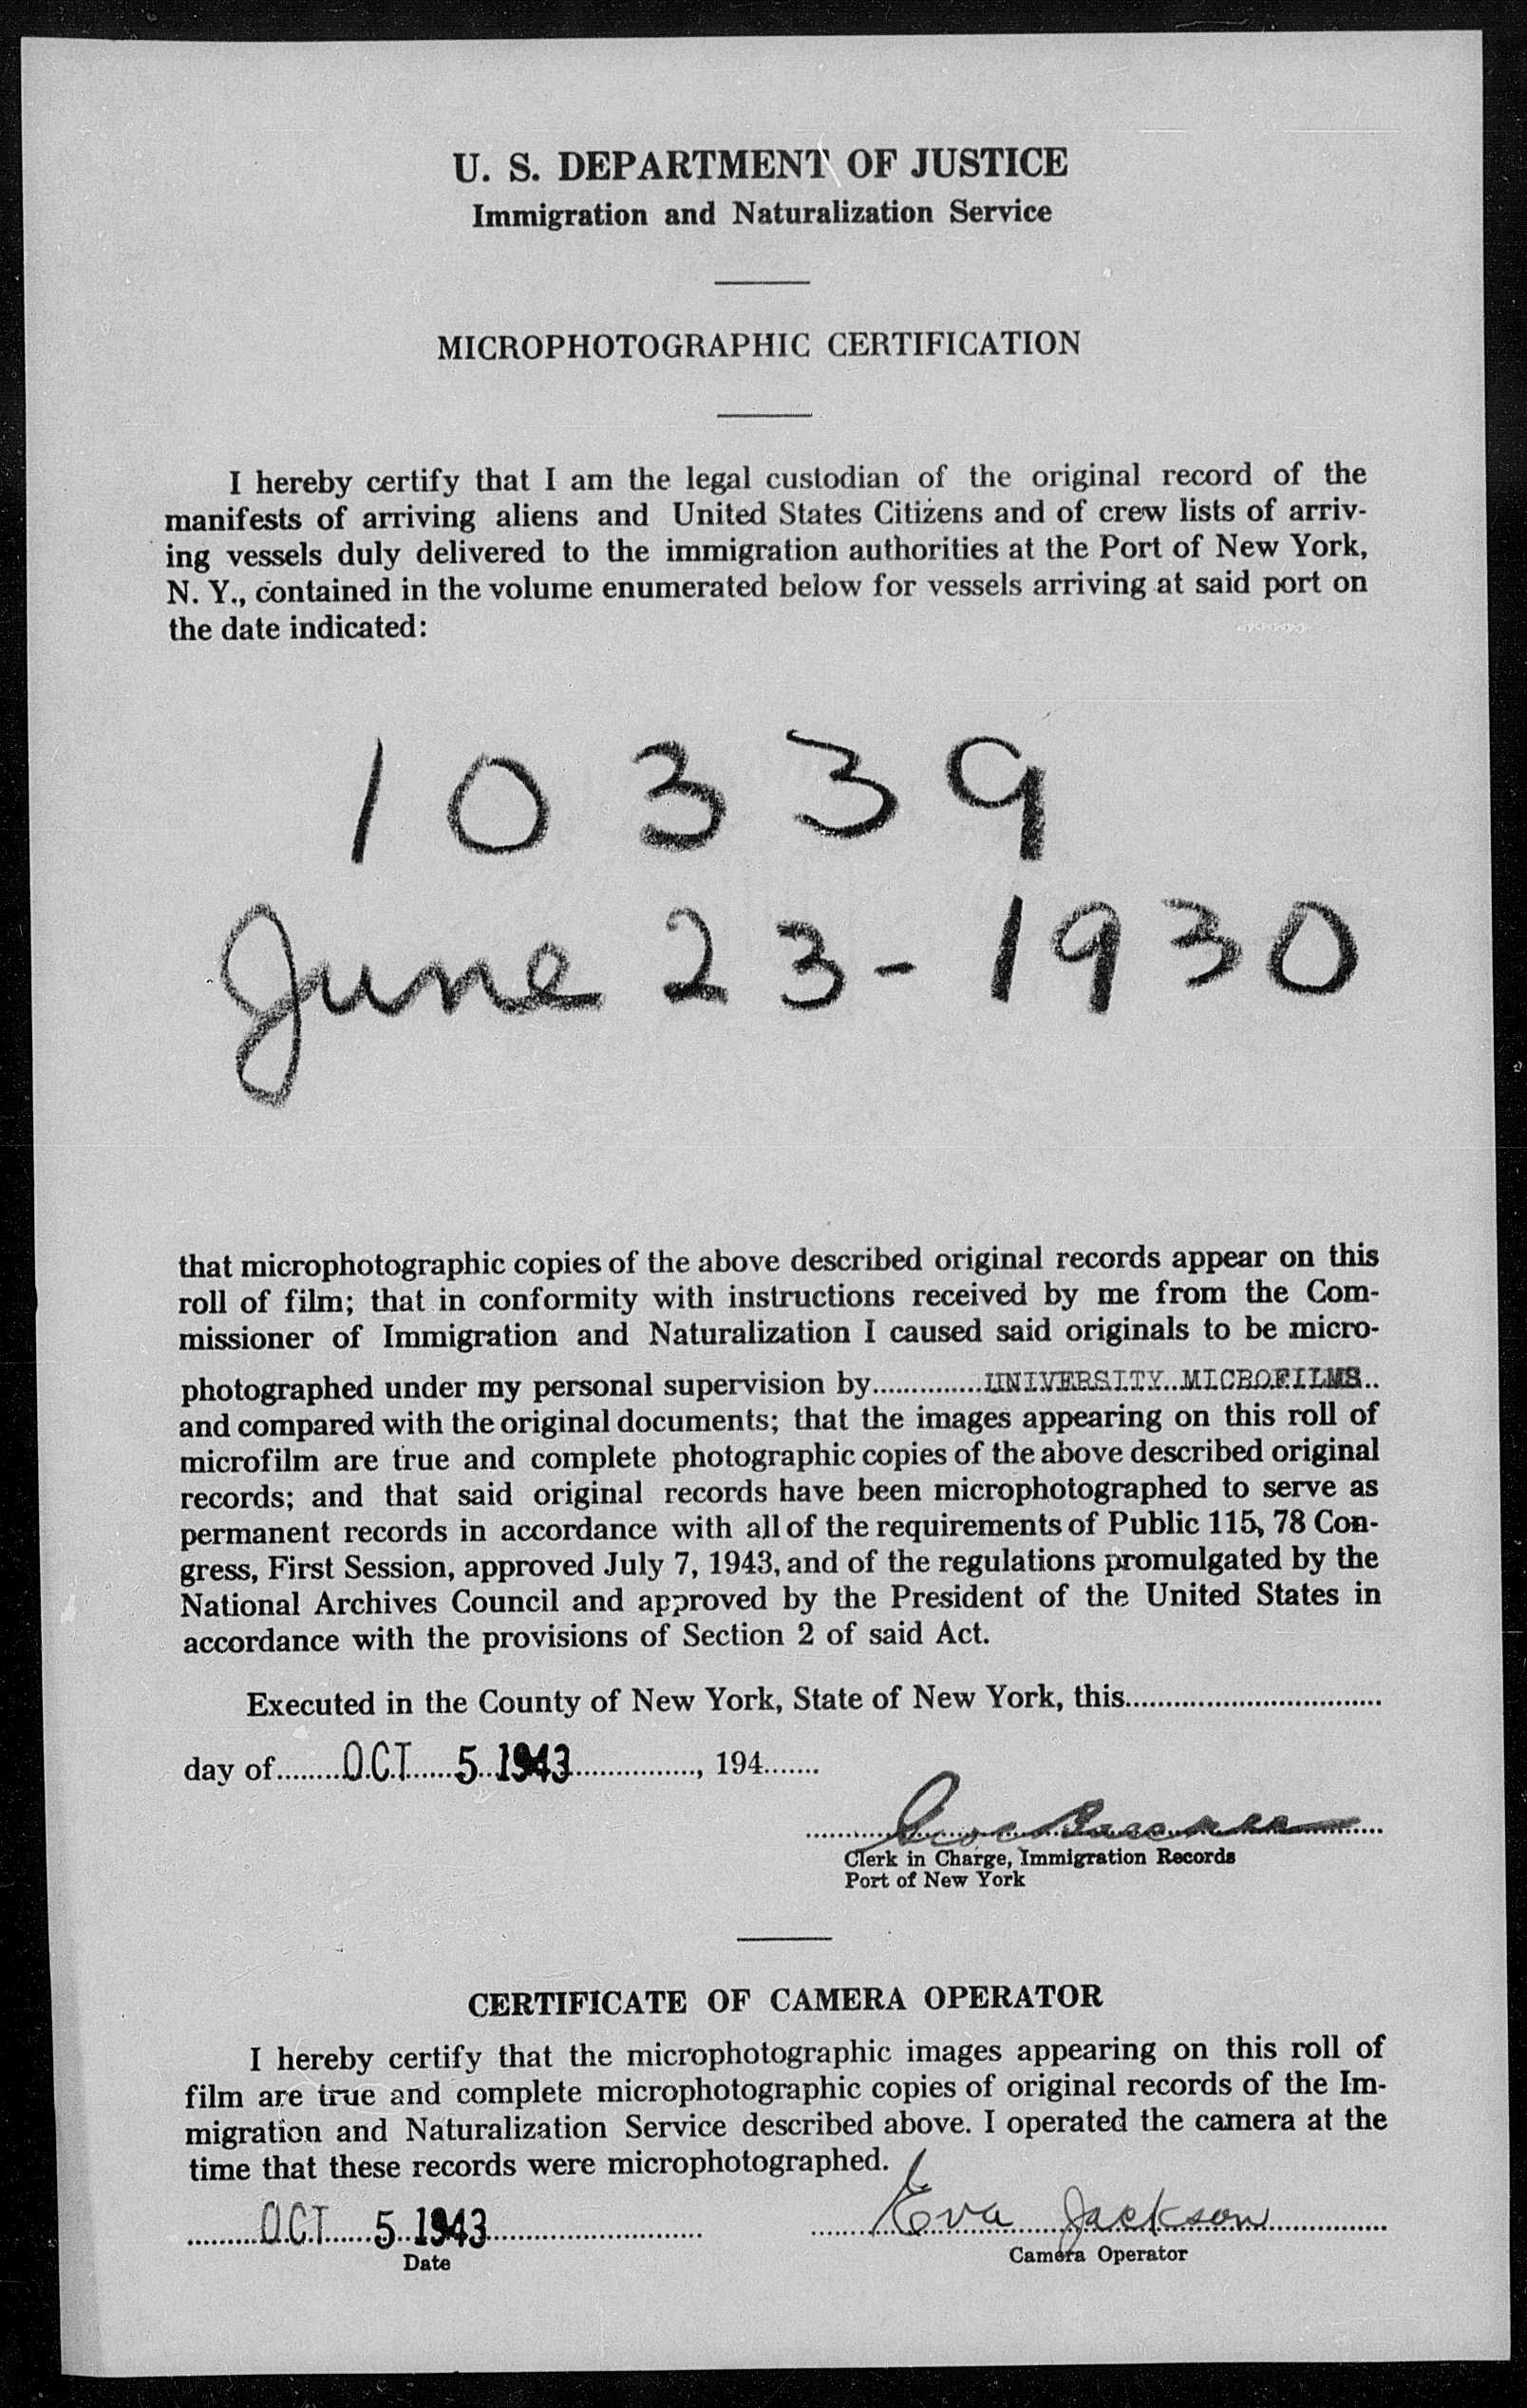 U. S. DEPARTMENT OF JUSTICE
Immigration and Naturalization Service
MICROPHOTOGRAPHIC CERTIFICATION
I hereby certify that I am the legal custodian of the original record of the
manifests of arriving aliens and United States Citizens and of crew lists of arriv-
ing vessels duly delivered to the immigration authorities at the Port of New York,
N. Y., contained in the volume enumerated below for vessels arriving at said port on
the date indicated:
10339
June 23-1930
that microphotographic copies of the above described original records appear on this
roll of film; that in conformity with instructions received by me from the Com-
missioner of Immigration and Naturalization I caused said originals to be micro-
photographed under my personal supervision by..............UNIVERSITY MICROFILMS..
and compared with the original documents; that the images appearing on this roll of
microfilm are true and complete photographic copies of the above described original
records; and that said original records have been microphotographed to serve as
permanent records in accordance with all of the requirements of Public 115, 78 Con-
gress, First Session, approved July 7, 1943, and of the regulations promulgated by the
National Archives Council and approved by the President of the United States in
accordance with the provisions of Section 2 of said Act.
Executed in the County of New York, State of New York, this................................
day of.........OCT......5..1943................, 194.......
Clerk in Charge, Immigration Records
Port of New York
CERTIFICATE OF CAMERA OPERATOR
I hereby certify that the microphotographic images appearing on this roll of
film are true and complete microphotographic copies of original records of the Im-
migration and Naturalization Service described above. I operated the camera at the
time that these records were microphotographed.
OCT 5 1943 Eva Jackson
Date Camera Operator